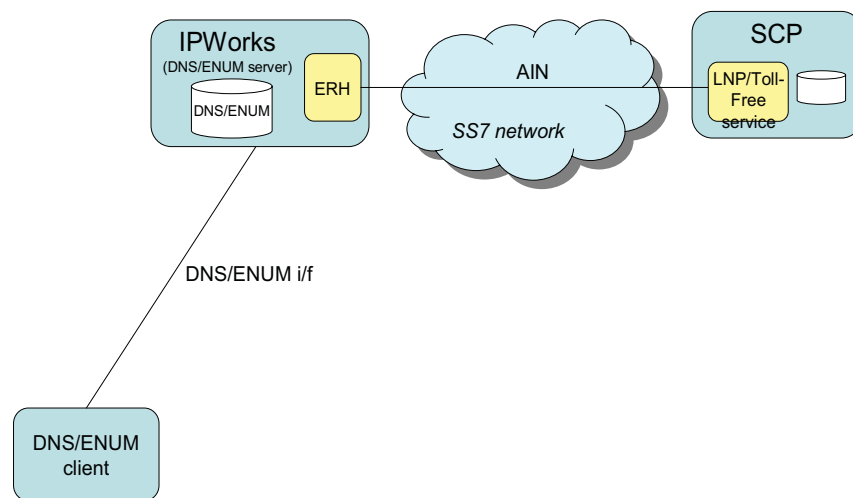 IPWorks
(DNS/ENUM server)
DNS/ENUM
ERH
AIN
SS7 network
SCP
LNP/Toll-
Free
service
DNS/ENUM i/f
DNS/ENUM
client